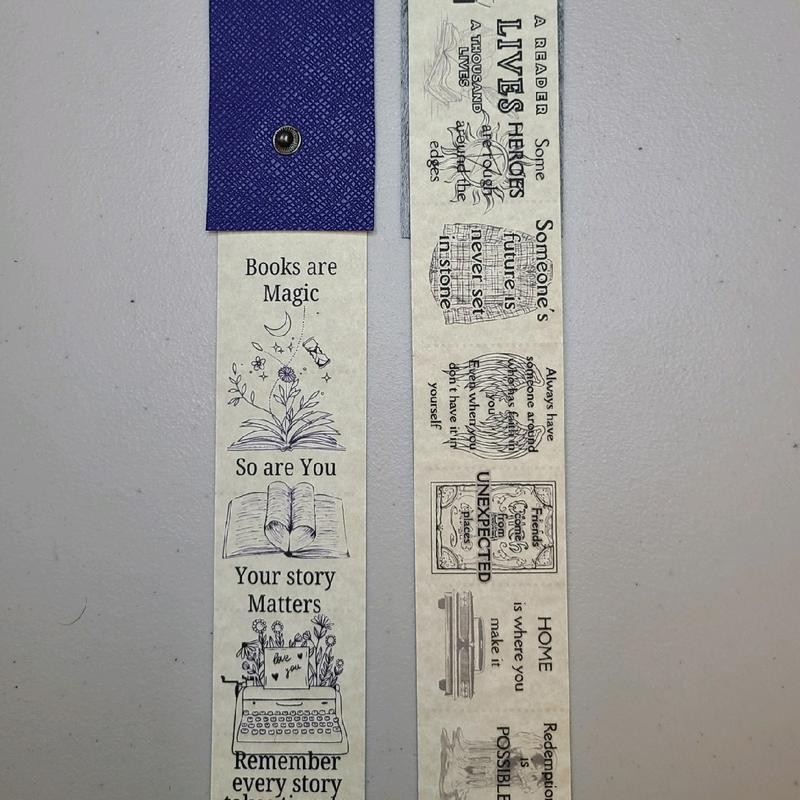 Books are
Magic
So are You
Your story
Matters
love
you
Remember
every story
A READER
LIVES
A THOUSAND
LIVES
Some
HEROES
are rough
around the
edges
Someone's
future is
never set
in stone
Always have
someone around
who has faith in
you
Even when you
don't have it in
yourself
Friends
come
from
UNEXPECTED
places
HOME
is where you
make it
Redemption
is
POSSIBLE